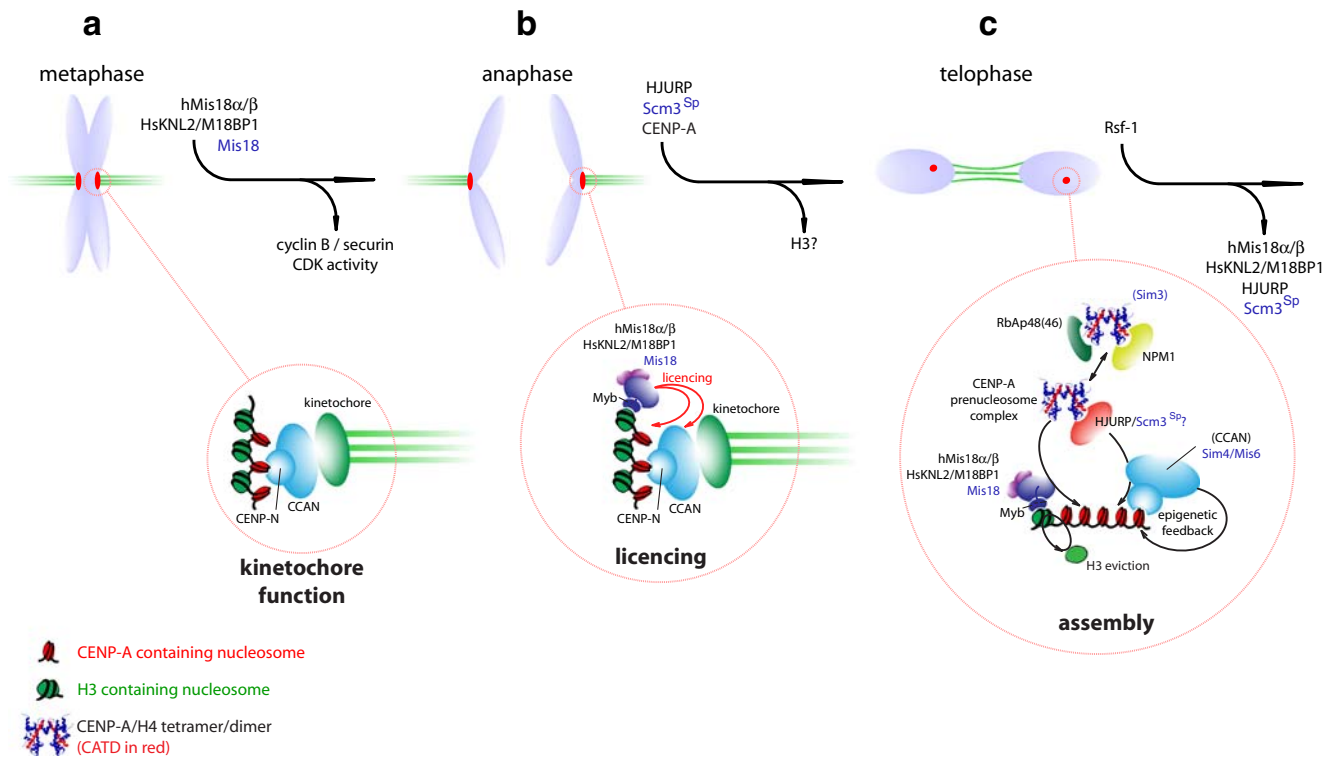 a
metaphase
hMis18α/β
HsKNL2/M18BP1
Mis18
cyclin B / securin
CDK activity
kinetochore
CENP-N
CCAN
kinetochore
function
b
anaphase
HJURP
Scm3 Sp
CENP-A
H3?
hMis18α/β
HsKNL2/M18BP1
Mis18
licencing
Myb
kinetochore
CENP-N
CCAN
licencing
c
telophase
Rsf-1
hMis18α/β
HsKNL2/M18BP1
HJURP
Scm3 Sp
(Sim3)
RbAp48(46)
NPM1
CENP-A
prenucleosome
complex
HJURP/Scm3 Sp?
(CCAN)
Sim4/Mis6
hMis18α/β
HsKNL2/M18BP1
Mis18
Myb
epigenetic
feedback
H3 eviction
assembly
CENP-A containing nucleosome
H3 containing nucleosome
CENP-A/H4 tetramer/dimer
(CATD in red)